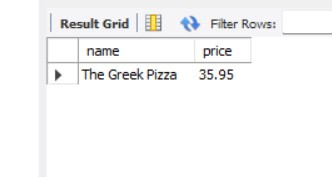 Result Grid Filter Rows:
name price
The Greek Pizza 35.95